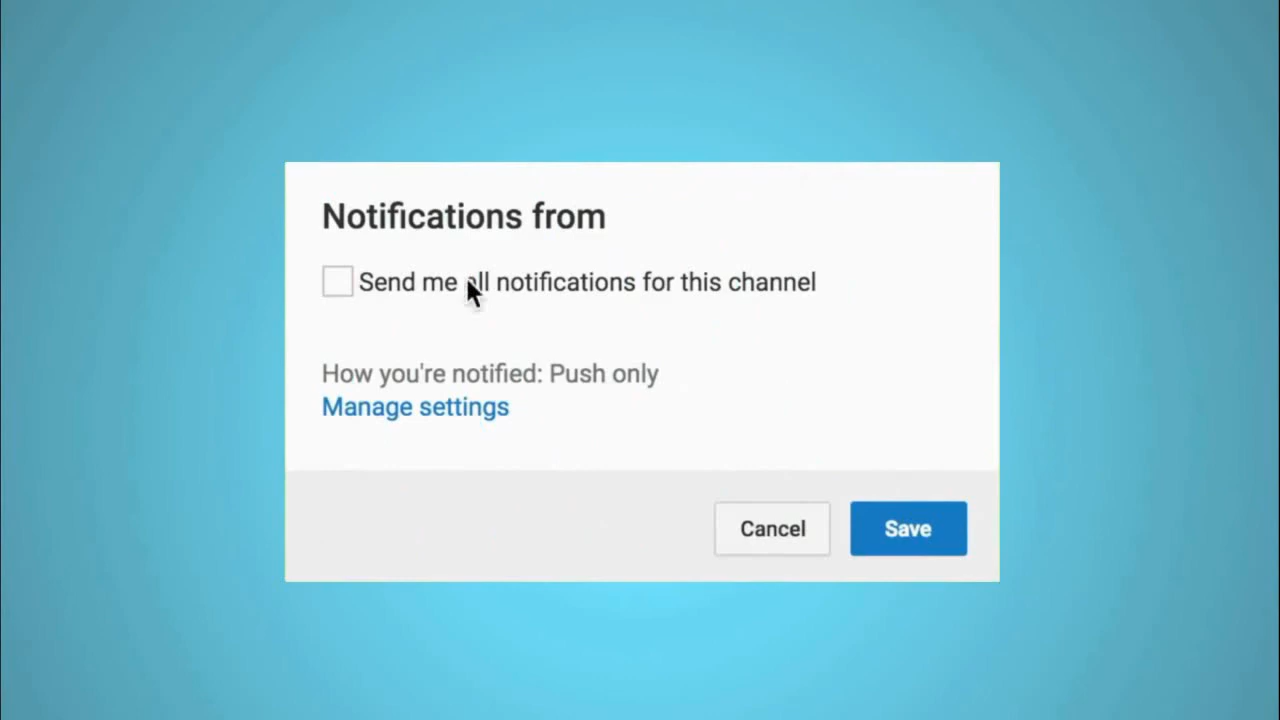 Notifications from
Send me all notifications for this channel
How you're notified: Push only
Manage settings
Cancel
Save